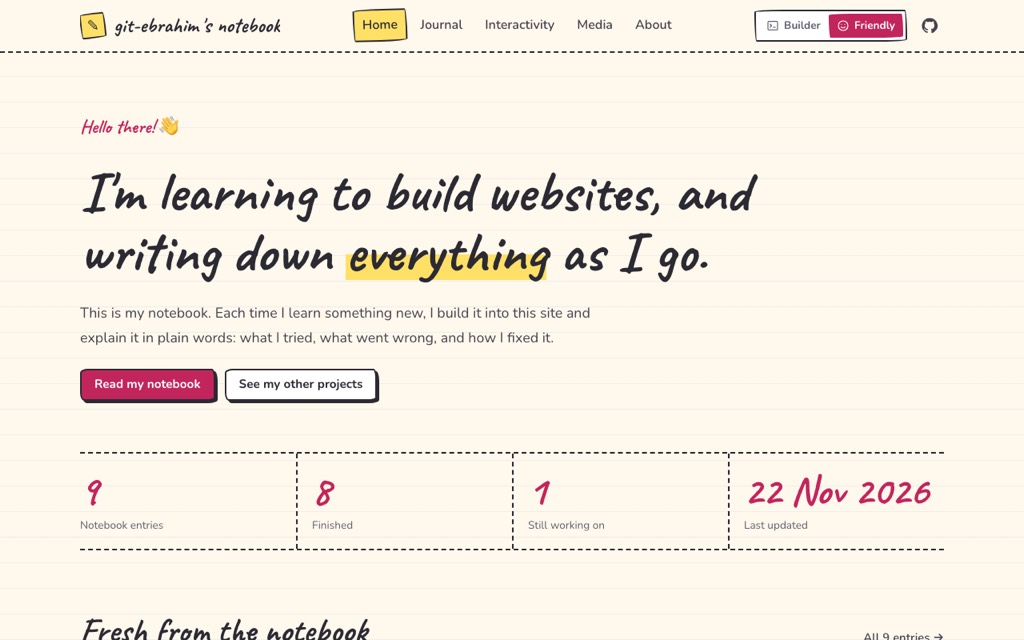 git-ebrahim's notebook
Home
Journal
Interactivity
Media
About
Builder
Friendly
Hello there! 👋
I'm learning to build websites, and
writing down everything as I go.
This is my notebook. Each time I learn something new, I build it into this site and
explain it in plain words: what I tried, what went wrong, and how I fixed it.
Read my notebook
See my other projects
9
Notebook entries
8
Finished
1
Still working on
22 Nov 2026
Last updated
Fresh from the notebook
All 9 entries →